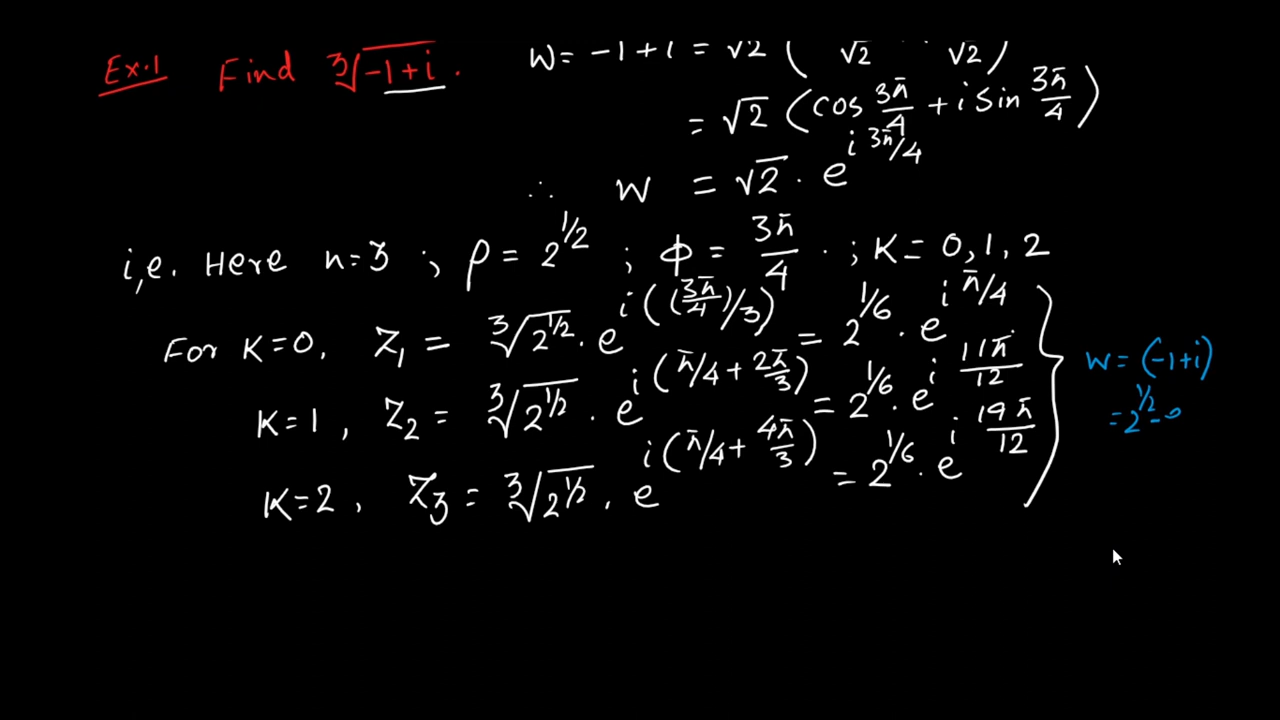 Ex.1 Find ∛(-1+i).
w = -1+i = √2 ( √2 √2 )
= √2 (cos 3π/4 + i Sin 3π/4)
∴ w = √2 · e^(i 3π/4)
i,e. Here n=3 ; ρ = 2^(1/2) ; φ = 3π/4 . ; K = 0, 1, 2
For K=0, Z₁ = ∛(2^(1/2)) · e^(i((3π/4)/3)) = 2^(1/6) · e^(i π/4)
K=1, Z₂ = ∛(2^(1/2)) · e^(i(π/4 + 2π/3)) = 2^(1/6) · e^(i 11π/12)
K=2, Z₃ = ∛(2^(1/2)) · e^(i(π/4 + 4π/3)) = 2^(1/6) · e^(i 19π/12)
w = (-1+i)
= 2^(1/2)